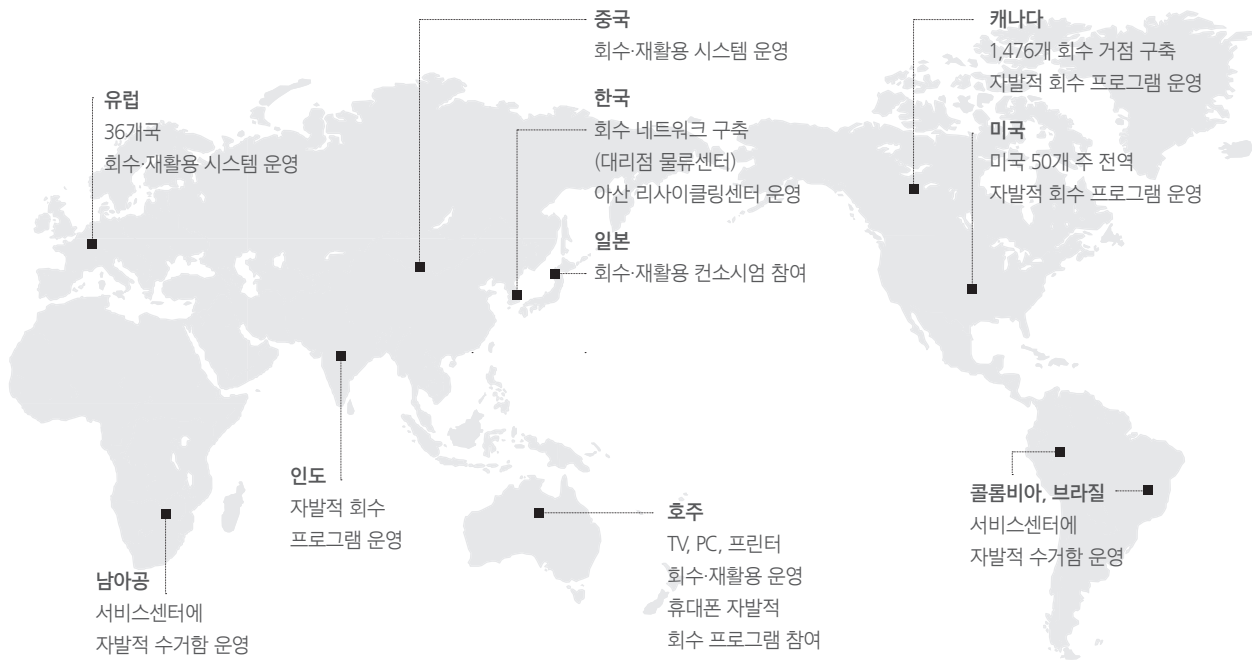 중국
회수·재활용 시스템 운영
캐나다
1,476개 회수 거점 구축
자발적 회수 프로그램 운영
유럽
36개국
회수·재활용 시스템 운영
한국
회수 네트워크 구축
(대리점 물류센터)
아산 리사이클링센터 운영
미국
미국 50개 주 전역
자발적 회수 프로그램 운영
일본
회수·재활용 컨소시엄 참여
인도
자발적 회수
프로그램 운영
콜롬비아, 브라질
서비스센터에
자발적 수거함 운영
호주
TV, PC, 프린터
회수·재활용 운영
휴대폰 자발적
회수 프로그램 참여
남아공
서비스센터에
자발적 수거함 운영